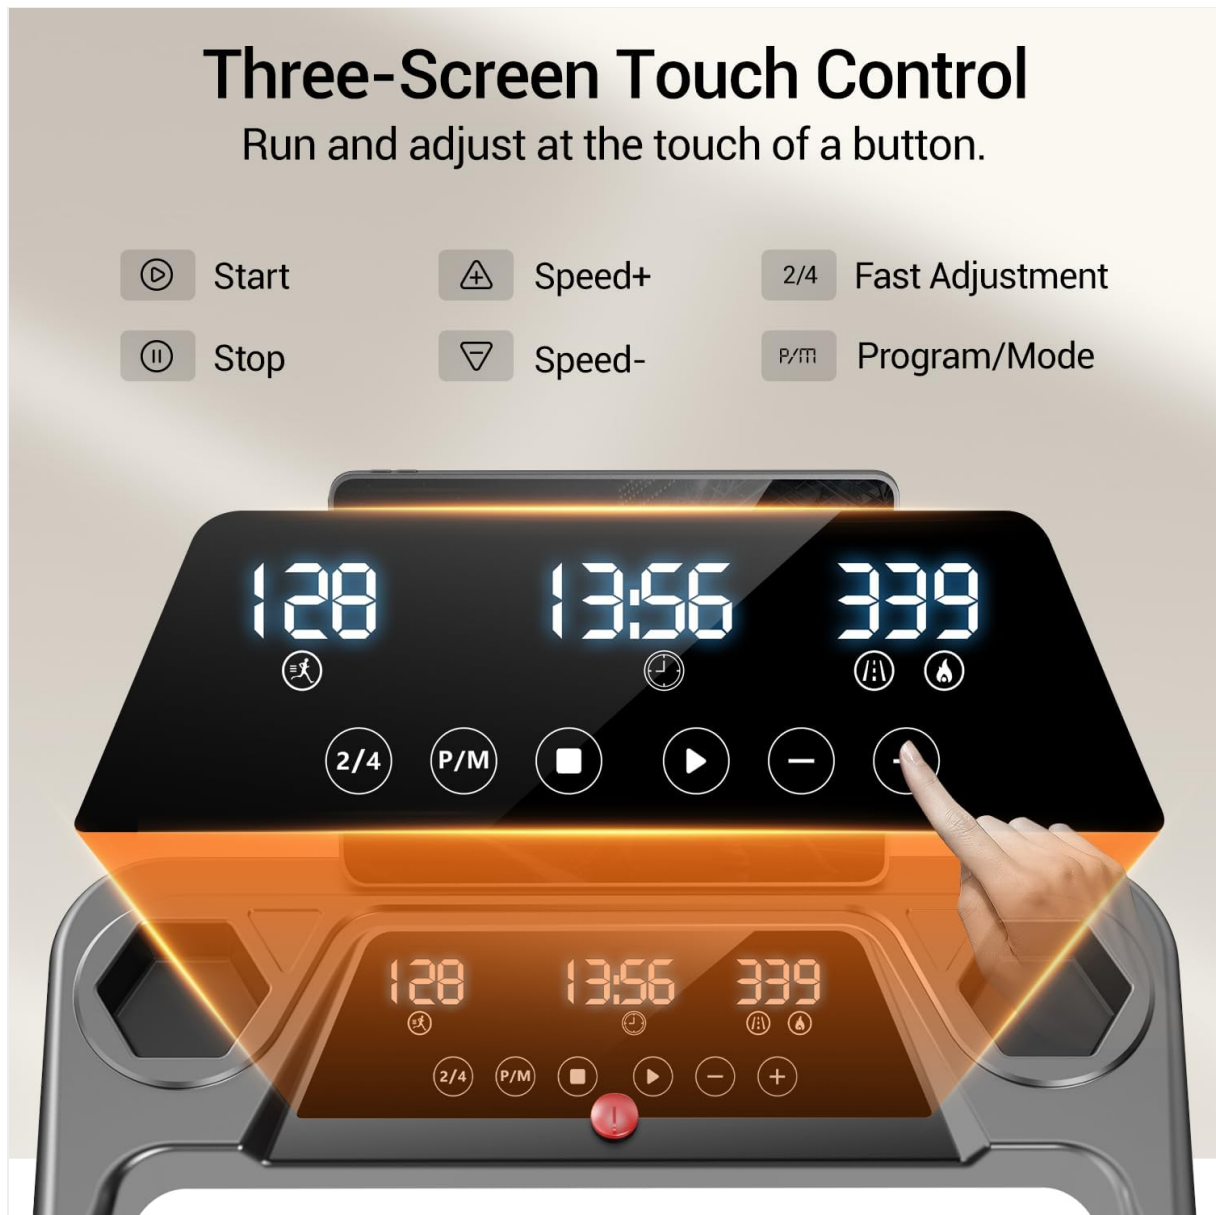 Three-Screen Touch Control
Run and adjust at the touch of a button.
Start
Speed+
2/4 Fast Adjustment
Stop
Speed-
P/M Program/Mode
128 13:56 339
2/4 P/M
128 13:56 339
2/4 P/M